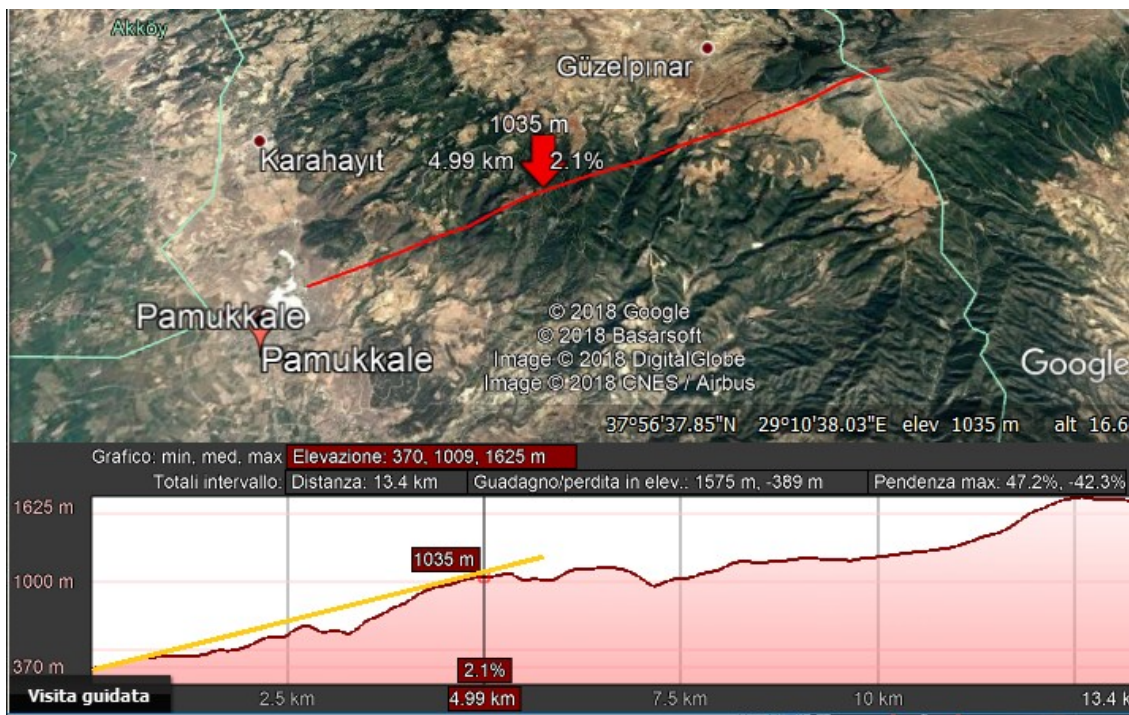 Akköy
Güzelpınar
1035 m
Karahayıt
4.99 km 2.1%
Pamukkale
Pamukkale
© 2018 Google
© 2018 Basarsoft
Image © 2018 DigitalGlobe
Image © 2018 CNES / Airbus
Google
37°56'37.85"N 29°10'38.03"E elev 1035 m alt 16.6
Grafico: min, med, max Elevazione: 370, 1009, 1625 m
Totali intervallo: Distanza: 13.4 km Guadagno/perdita in elev.: 1575 m, -389 m Pendenza max: 47.2%, -42.3%
1625 m
1035 m
1000 m
370 m
2.1%
Visita guidata 2.5 km 4.99 km 7.5 km 10 km 13.4 k